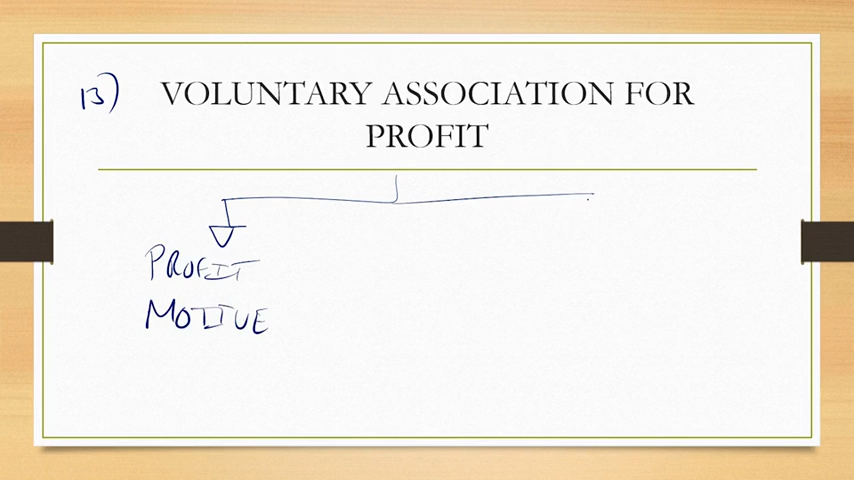 13) VOLUNTARY ASSOCIATION FOR
PROFIT
PROFIT
MOTIVE